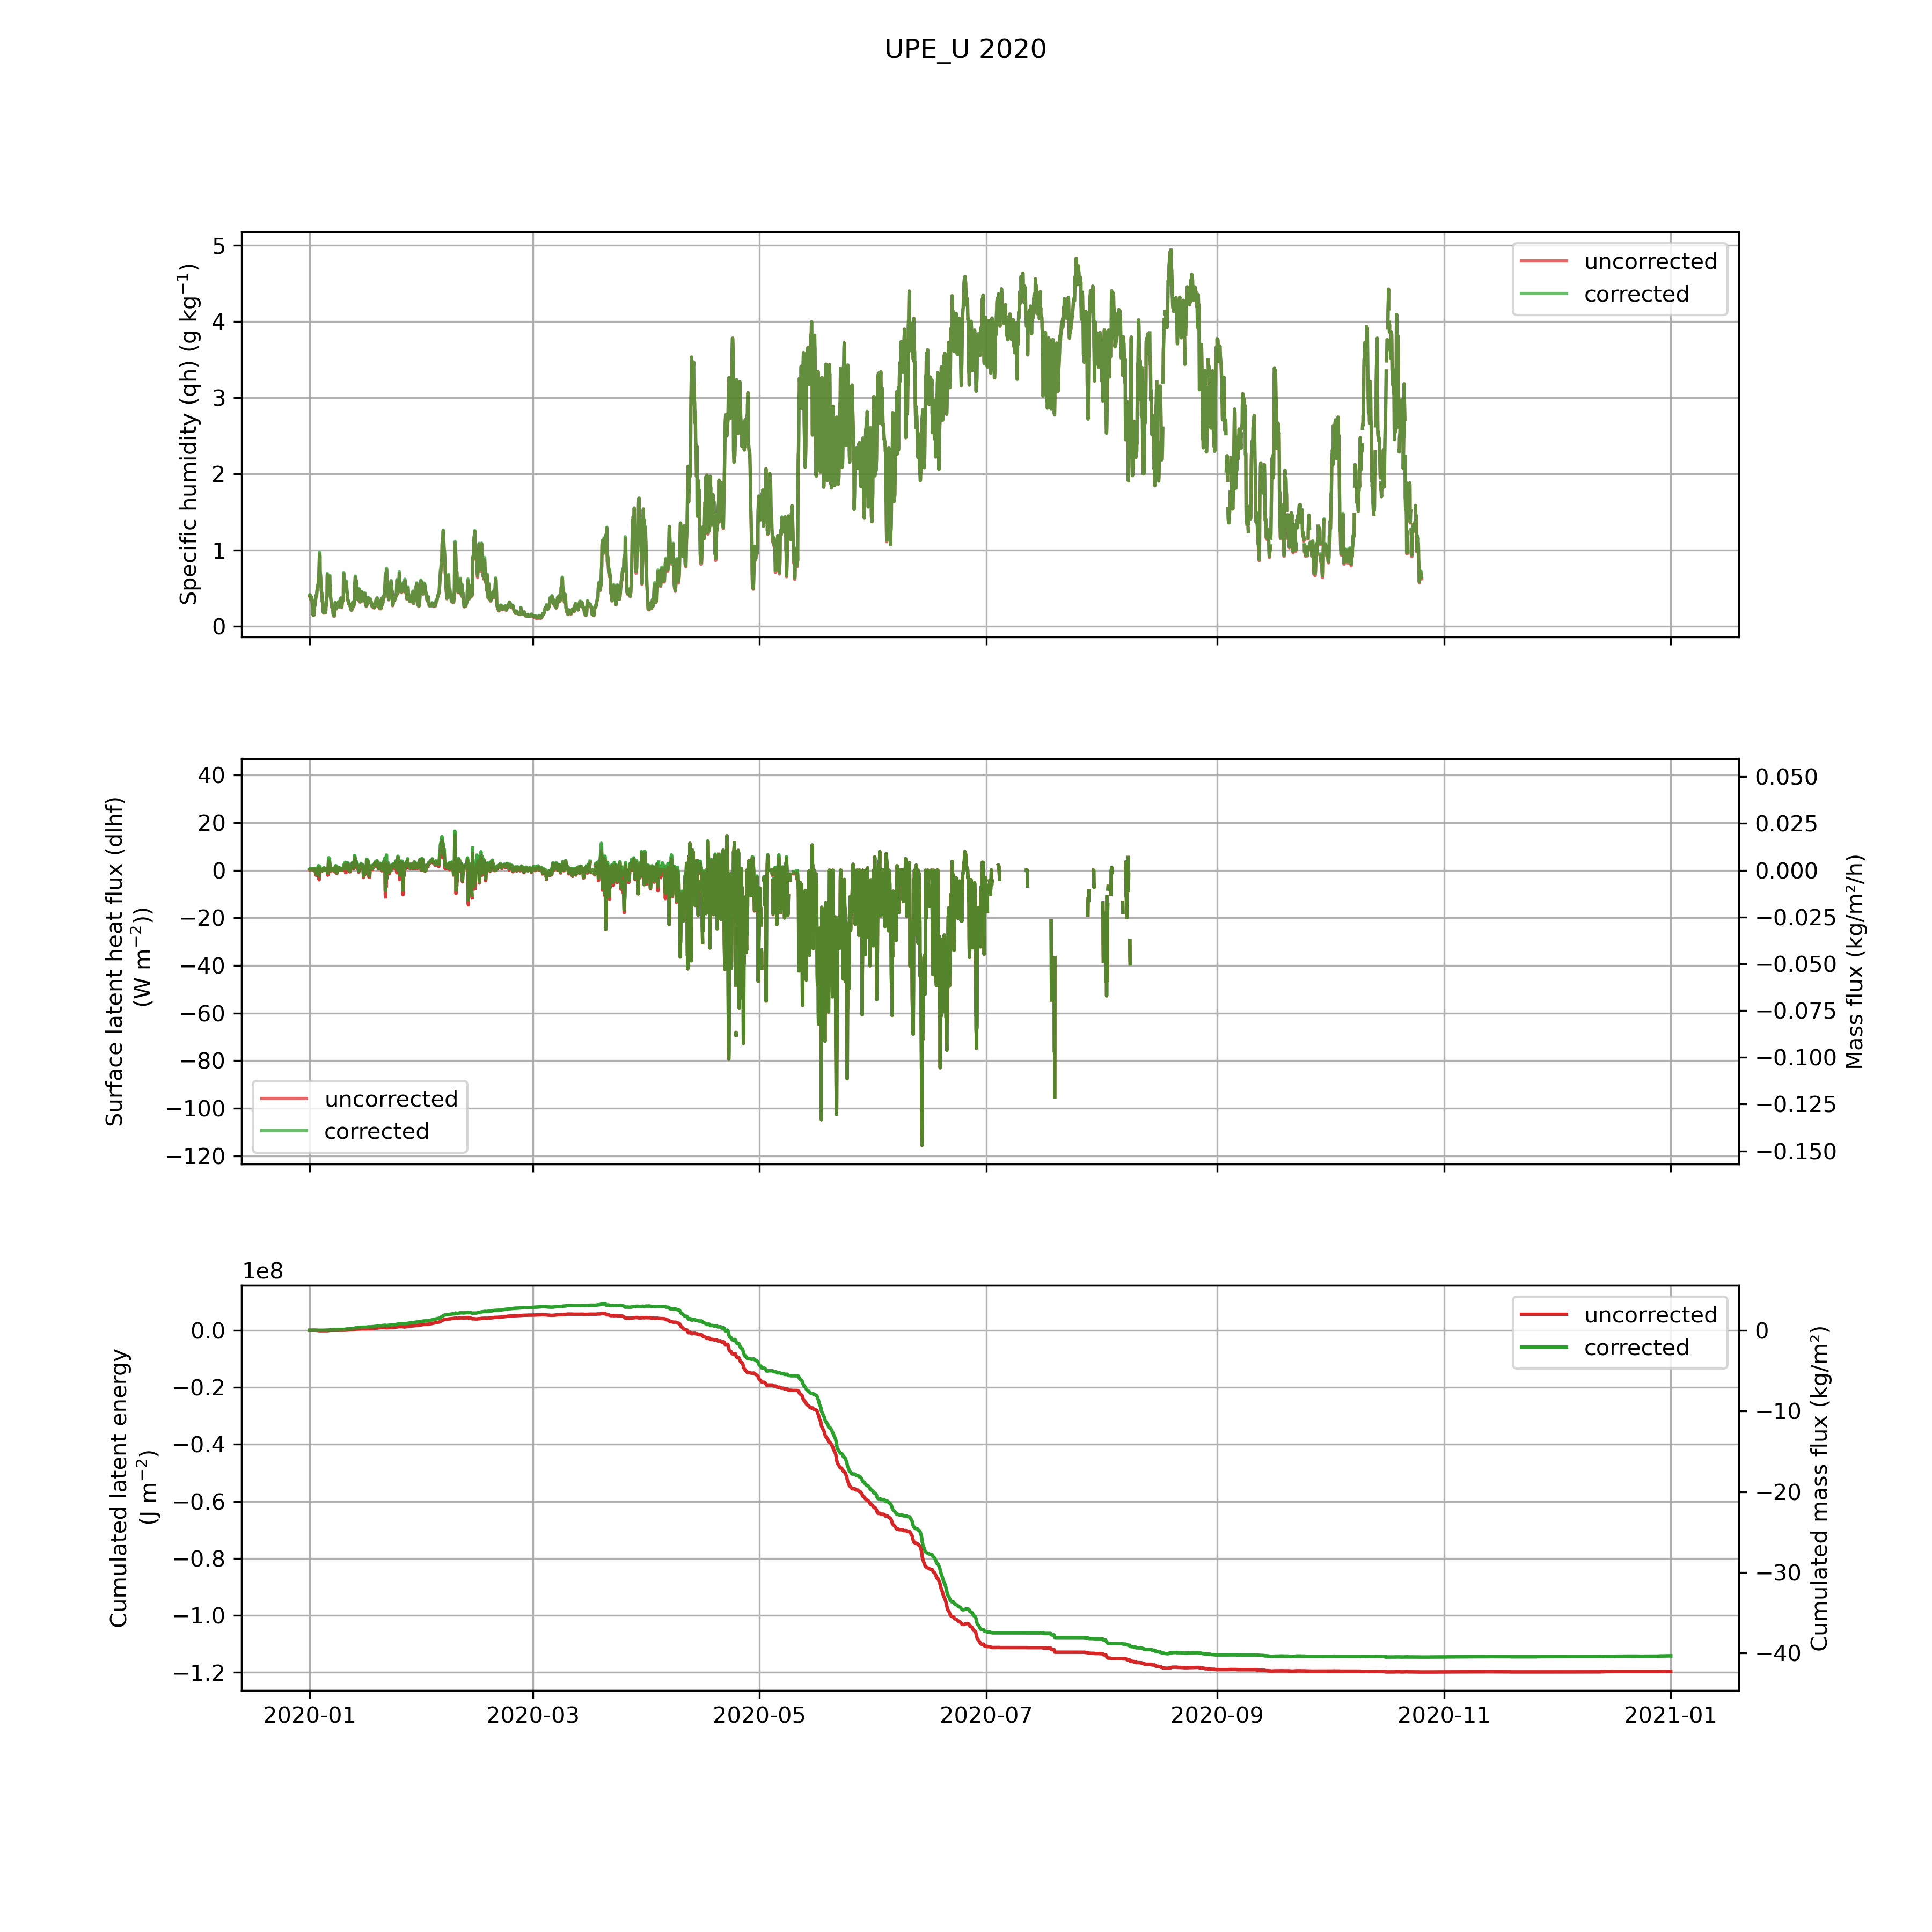 UPE_U 2020
Specific humidity (qh) (g kg⁻¹)
5
4
3
2
1
0
uncorrected
corrected
Surface latent heat flux (dlhf)
(W m⁻²))
40
20
0
−20
−40
−60
−80
−100
−120
uncorrected
corrected
0.050
0.025
0.000
−0.025
−0.050
−0.075
−0.100
−0.125
−0.150
Mass flux (kg/m²/h)
1e8
Cumulated latent energy
(J m⁻²)
0.0
−0.2
−0.4
−0.6
−0.8
−1.0
−1.2
uncorrected
corrected
0
−10
−20
−30
−40
Cumulated mass flux (kg/m²)
2020-01 2020-03 2020-05 2020-07 2020-09 2020-11 2021-01